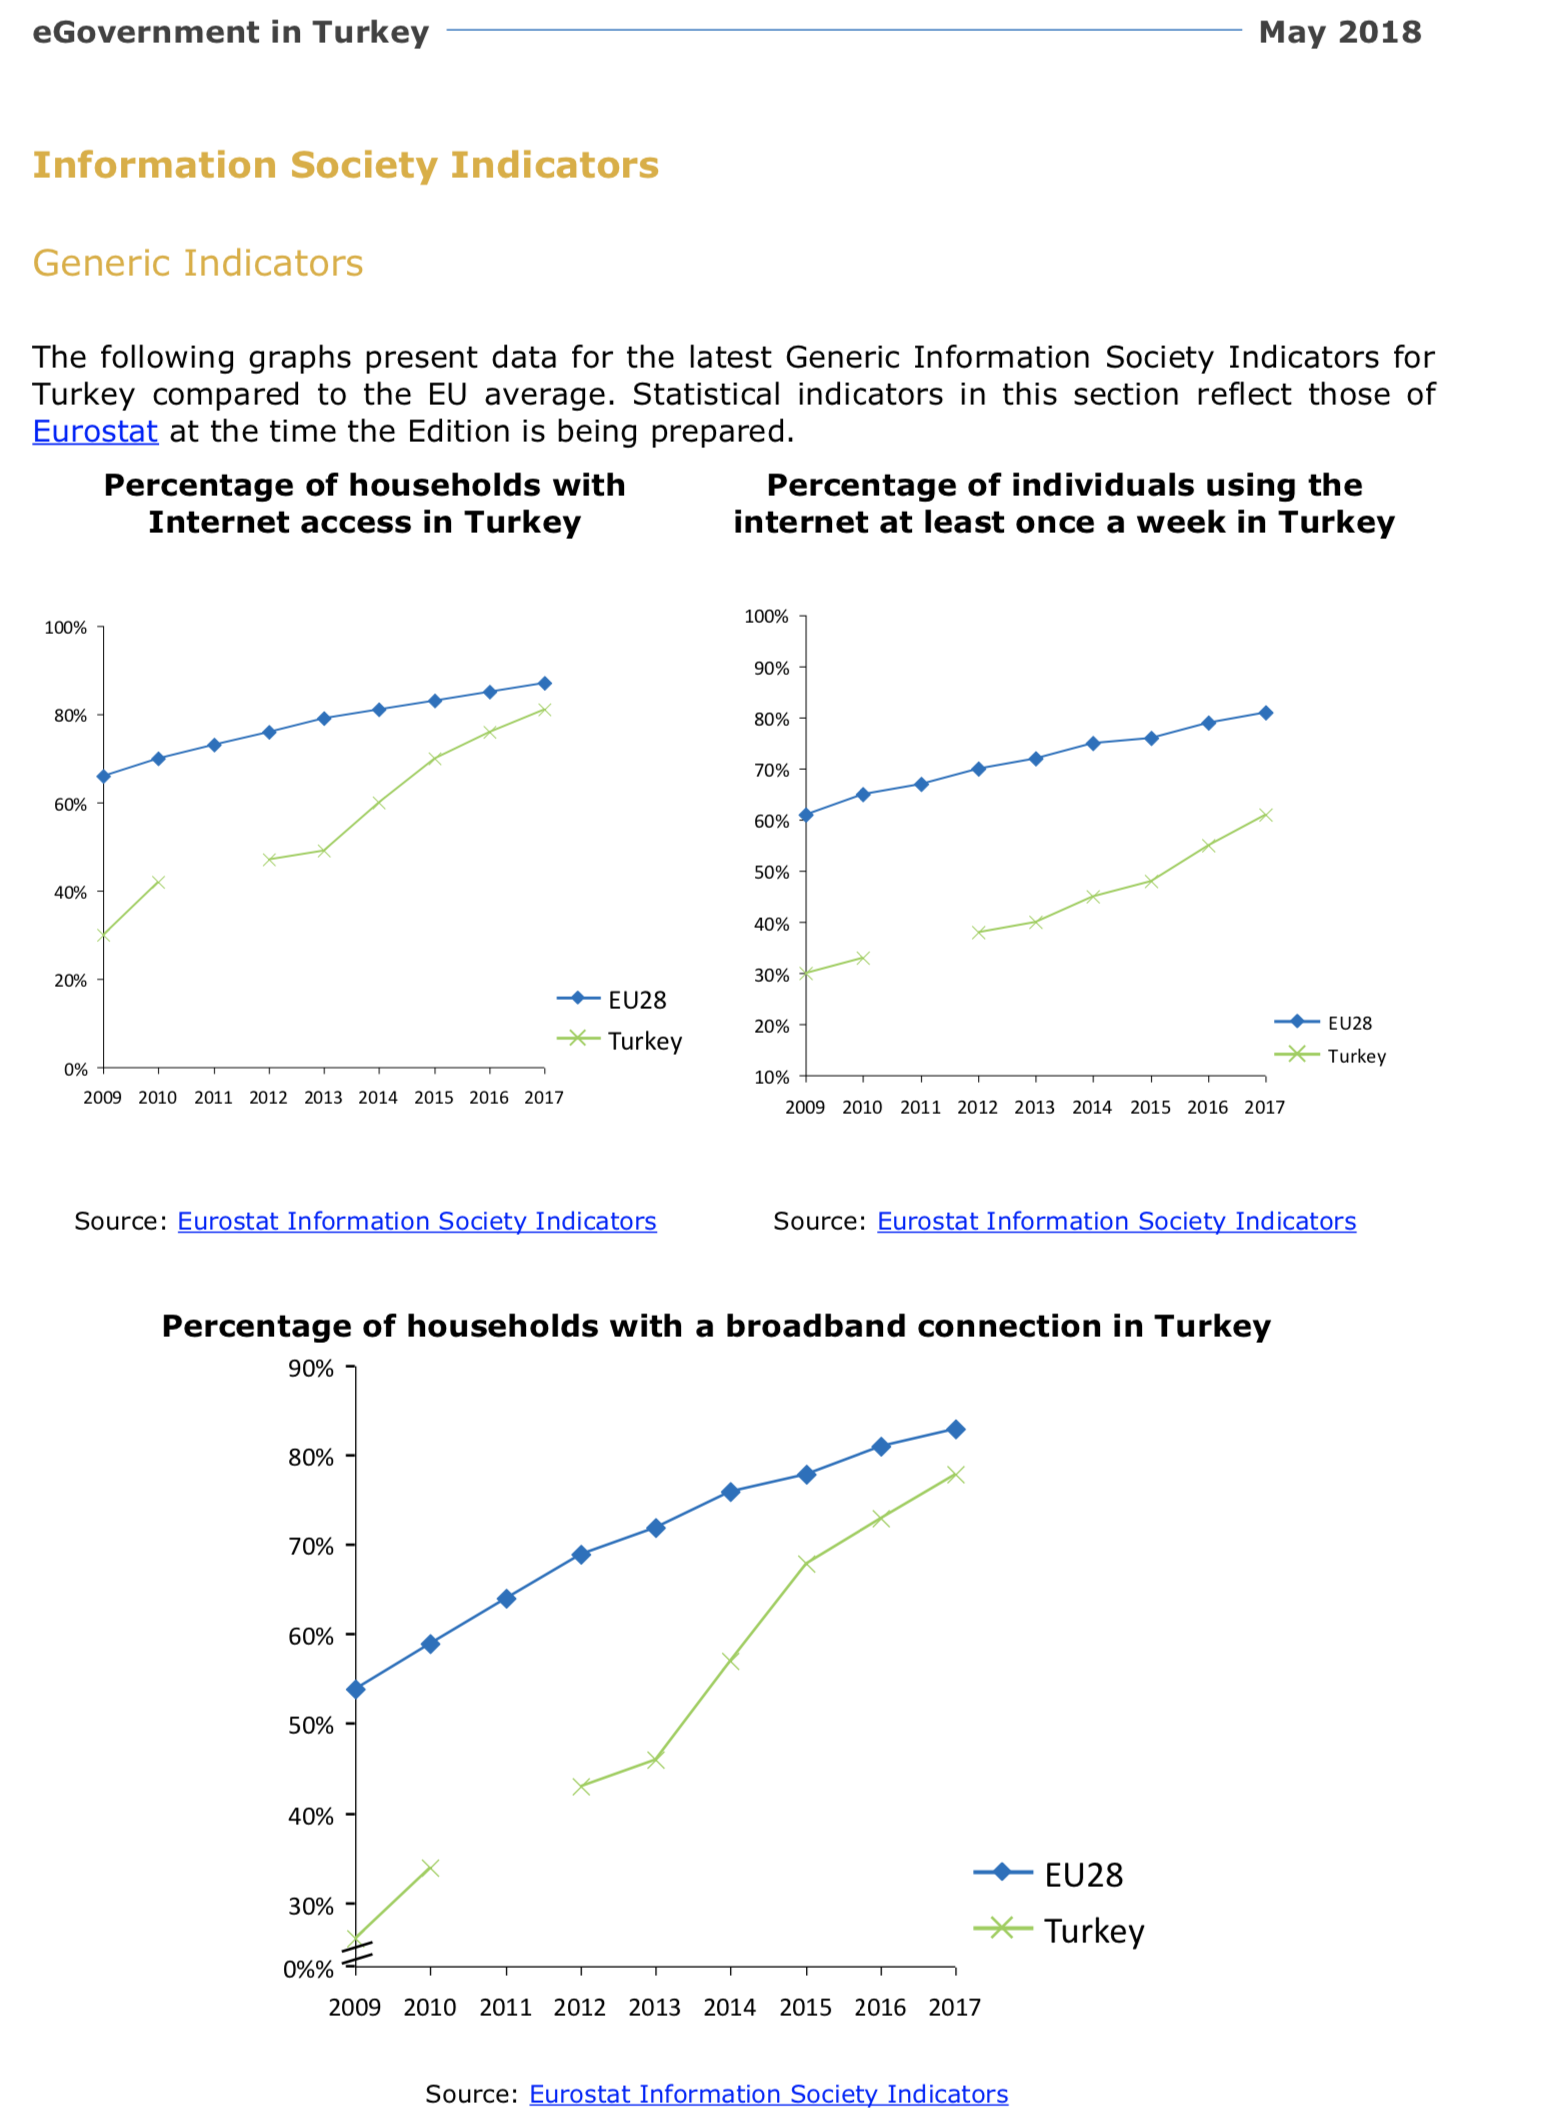 eGovernment in Turkey May 2018
Information Society Indicators
Generic Indicators
The following graphs present data for the latest Generic Information Society Indicators for
Turkey compared to the EU average. Statistical indicators in this section reflect those of
Eurostat at the time the Edition is being prepared.
Percentage of households with
Internet access in Turkey
100%
80%
60%
40%
20%
0%
2009 2010 2011 2012 2013 2014 2015 2016 2017
EU28
Turkey
Source: Eurostat Information Society Indicators
Percentage of individuals using the
internet at least once a week in Turkey
100%
90%
80%
70%
60%
50%
40%
30%
20%
10%
2009 2010 2011 2012 2013 2014 2015 2016 2017
EU28
Turkey
Source: Eurostat Information Society Indicators
Percentage of households with a broadband connection in Turkey
90%
80%
70%
60%
50%
40%
30%
0%%
2009 2010 2011 2012 2013 2014 2015 2016 2017
EU28
Turkey
Source: Eurostat Information Society Indicators